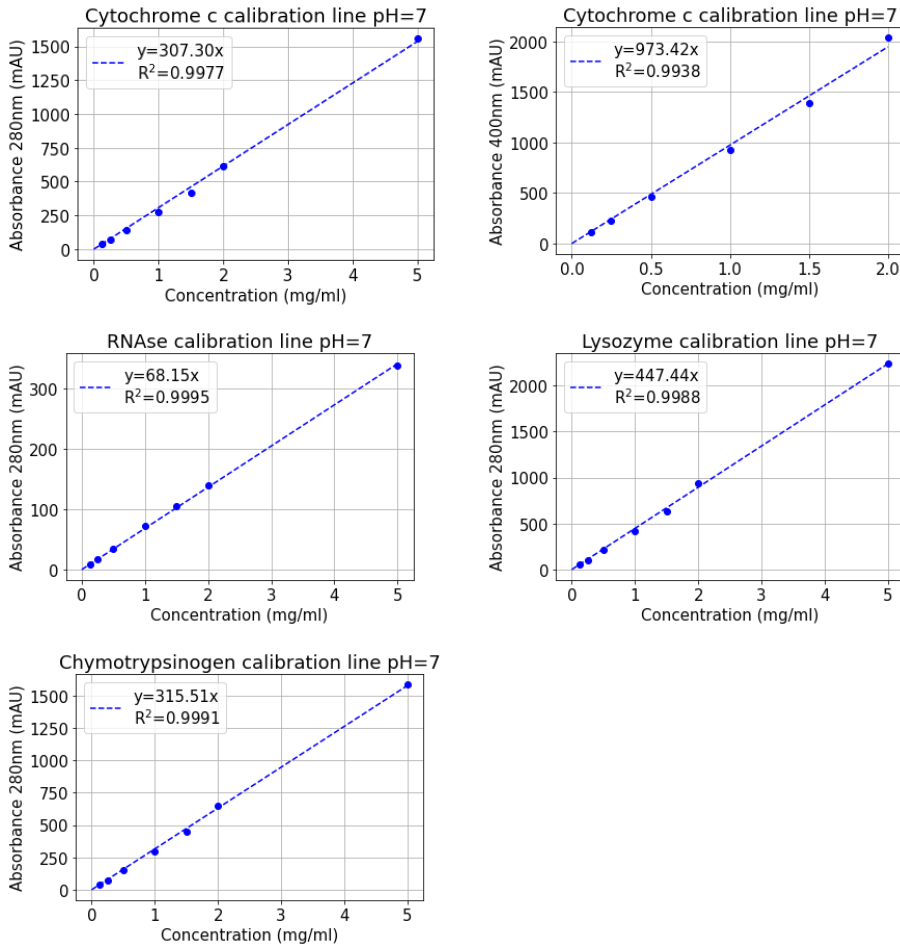 Cytochrome c calibration line pH=7
y=307.30x
R²=0.9977
Absorbance 280nm (mAU)
1500
1250
1000
750
500
250
0
0 1 2 3 4 5
Concentration (mg/ml)
Cytochrome c calibration line pH=7
y=973.42x
R²=0.9938
Absorbance 400nm (mAU)
2000
1500
1000
500
0
0.0 0.5 1.0 1.5 2.0
Concentration (mg/ml)
RNAse calibration line pH=7
y=68.15x
R²=0.9995
Absorbance 280nm (mAU)
300
200
100
0
0 1 2 3 4 5
Concentration (mg/ml)
Lysozyme calibration line pH=7
y=447.44x
R²=0.9988
Absorbance 280nm (mAU)
2000
1500
1000
500
0
0 1 2 3 4 5
Concentration (mg/ml)
Chymotrypsinogen calibration line pH=7
y=315.51x
R²=0.9991
Absorbance 280nm (mAU)
1500
1250
1000
750
500
250
0
0 1 2 3 4 5
Concentration (mg/ml)